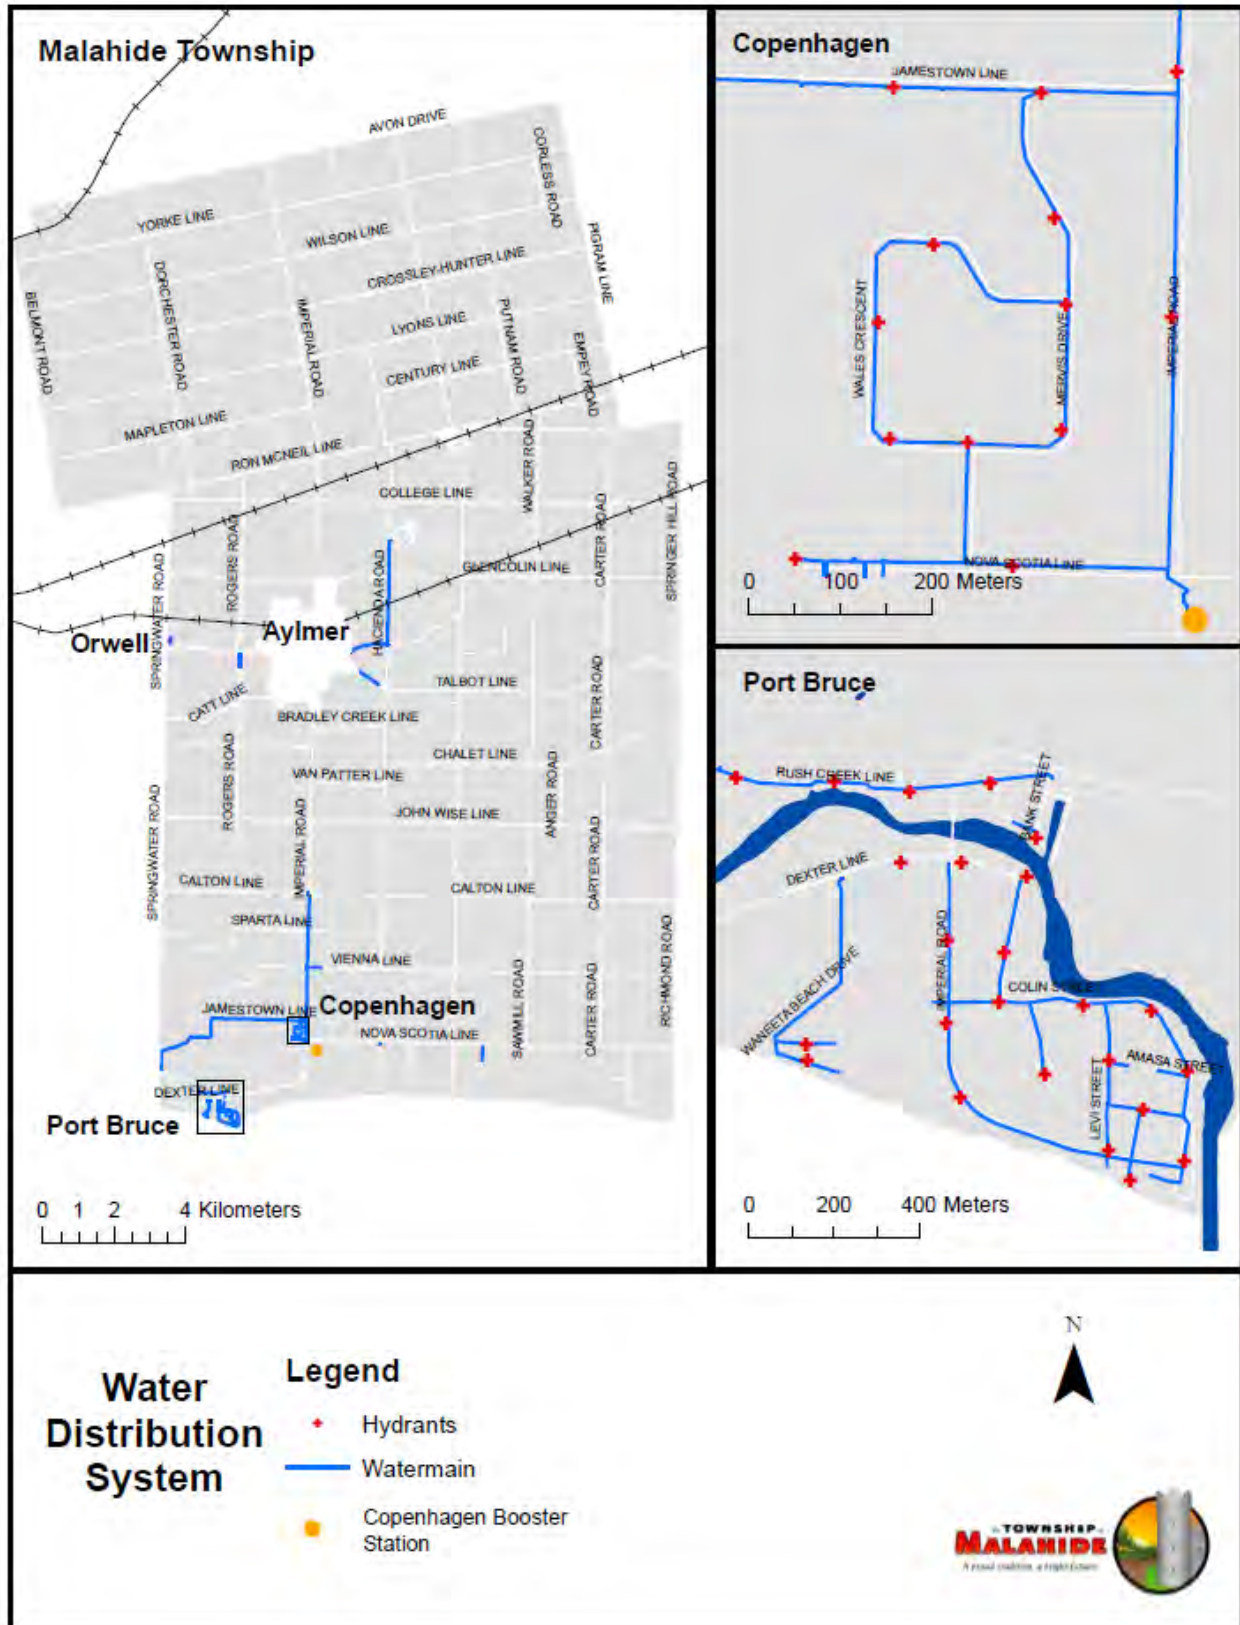 Malahide Township
AVON DRIVE
CORLESS ROAD
YORKE LINE
WILSON LINE
PIGRAM LINE
CROSSLEY-HUNTER LINE
DORCHESTER ROAD
BELMONT ROAD
IMPERIAL ROAD
LYONS LINE
PUTNAM ROAD
CENTURY LINE
EMPEY ROAD
MAPLETON LINE
RON MCNEIL LINE
WALKER ROAD
COLLEGE LINE
SPRINGER HILL ROAD
ROGERS ROAD
CARTER ROAD
SPRINGWATER ROAD
HACIENDA ROAD
GLENCOLIN LINE
Orwell
Aylmer
TALBOT LINE
CATT LINE
CARTER ROAD
BRADLEY CREEK LINE
CHALET LINE
ROGERS ROAD
VAN PATTER LINE
ANGER ROAD
JOHN WISE LINE
SPRINGWATER ROAD
IMPERIAL ROAD
CARTER ROAD
CALTON LINE
CALTON LINE
SPARTA LINE
RICHMOND ROAD
VIENNA LINE
SAWMILL ROAD
CARTER ROAD
JAMESTOWN LINE
Copenhagen
NOVA SCOTIA LINE
DEXTER LINE
Port Bruce
0 1 2 4 Kilometers
Copenhagen
JAMESTOWN LINE
WALES CRESCENT
MERVIS DRIVE
IMPERIAL ROAD
NOVA SCOTIA LINE
0 100 200 Meters
Port Bruce
RUSH CREEK LINE
BANK STREET
DEXTER LINE
IMPERIAL ROAD
WANEETA BEACH DRIVE
COLIN STREET
AMASA STREET
LEVI STREET
0 200 400 Meters
Water
Distribution
System
Legend
Hydrants
Watermain
Copenhagen Booster
Station
N
TOWNSHIP
MALAHIDE